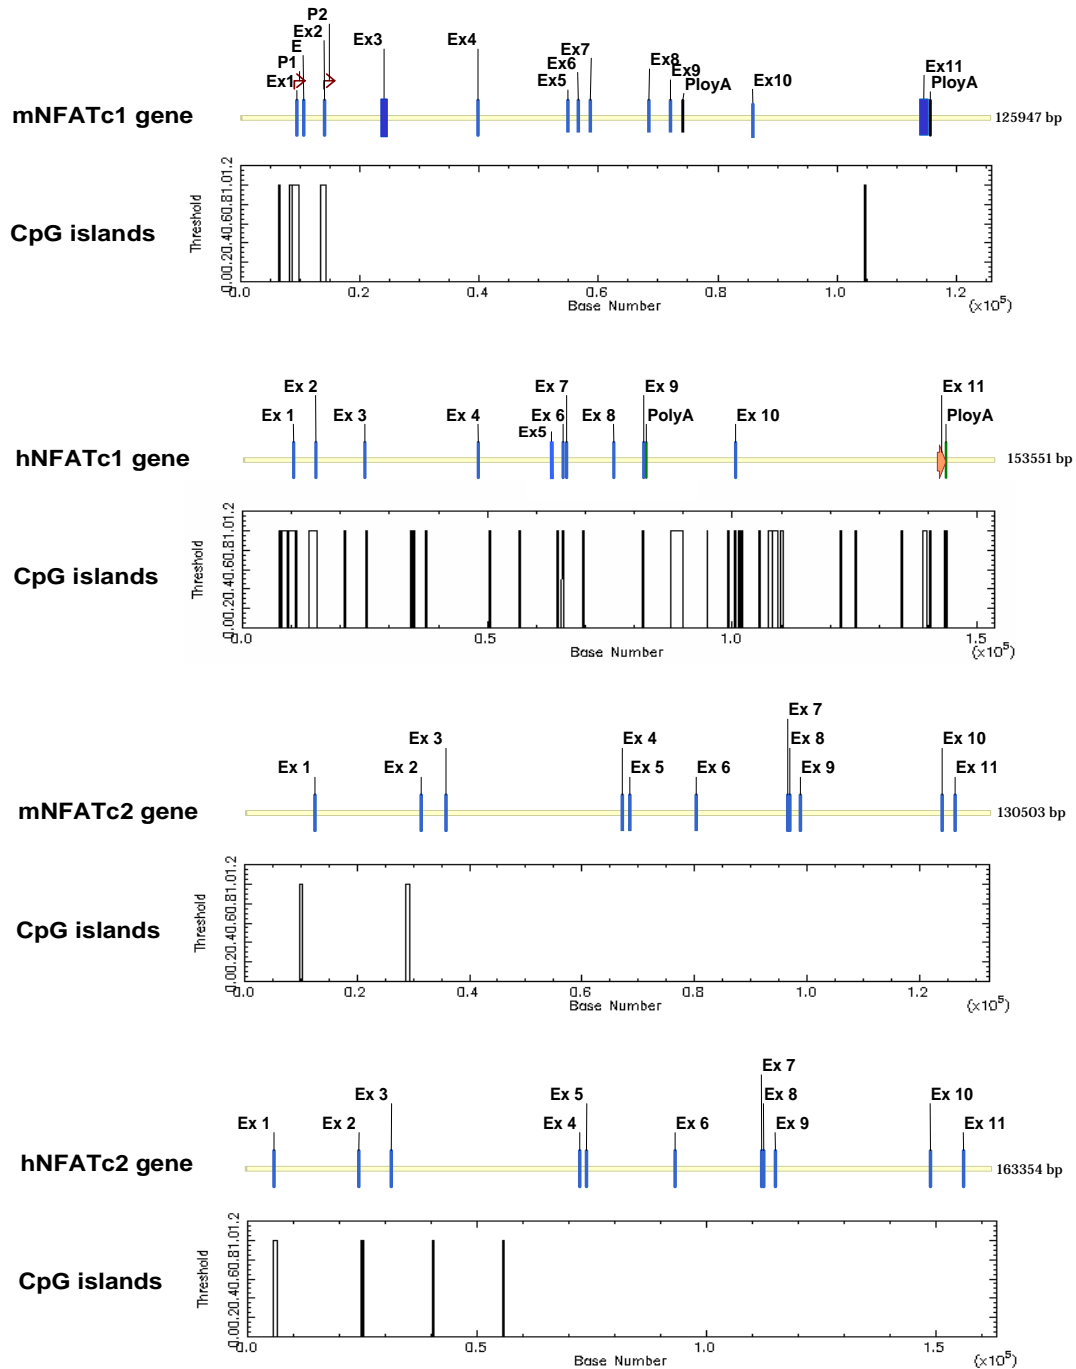 P2
Ex2
E
P1
Ex1
Ex3
Ex4
Ex7
Ex6
Ex5
Ex8
Ex9
PloyA
Ex10
Ex11
PloyA
mNFATc1 gene
125947 bp
CpG islands
Threshold
0.00.20.40.60.81.01.2
0.0 0.2 0.4 0.6 0.8 1.0 1.2
Base Number
(x10^5)
Ex 2
Ex 1
Ex 3
Ex 4
Ex5
Ex 7
Ex 6
Ex 8
Ex 9
PolyA
Ex 10
Ex 11
PloyA
hNFATc1 gene
153551 bp
CpG islands
Threshold
0.00.20.40.60.81.01.2
0.0 0.5 1.0 1.5
Base Number
(x10^5)
Ex 7
Ex 3
Ex 4
Ex 8
Ex 10
Ex 1
Ex 2
Ex 5
Ex 6
Ex 9
Ex 11
mNFATc2 gene
130503 bp
CpG islands
Threshold
0.00.20.40.60.81.01.2
0.0 0.2 0.4 0.6 0.8 1.0 1.2
Base Number
(x10^5)
Ex 7
Ex 3
Ex 5
Ex 8
Ex 10
Ex 1
Ex 2
Ex 4
Ex 6
Ex 9
Ex 11
hNFATc2 gene
163354 bp
CpG islands
Threshold
0.00.20.40.60.81.01.2
0.0 0.5 1.0 1.5
Base Number
(x10^5)